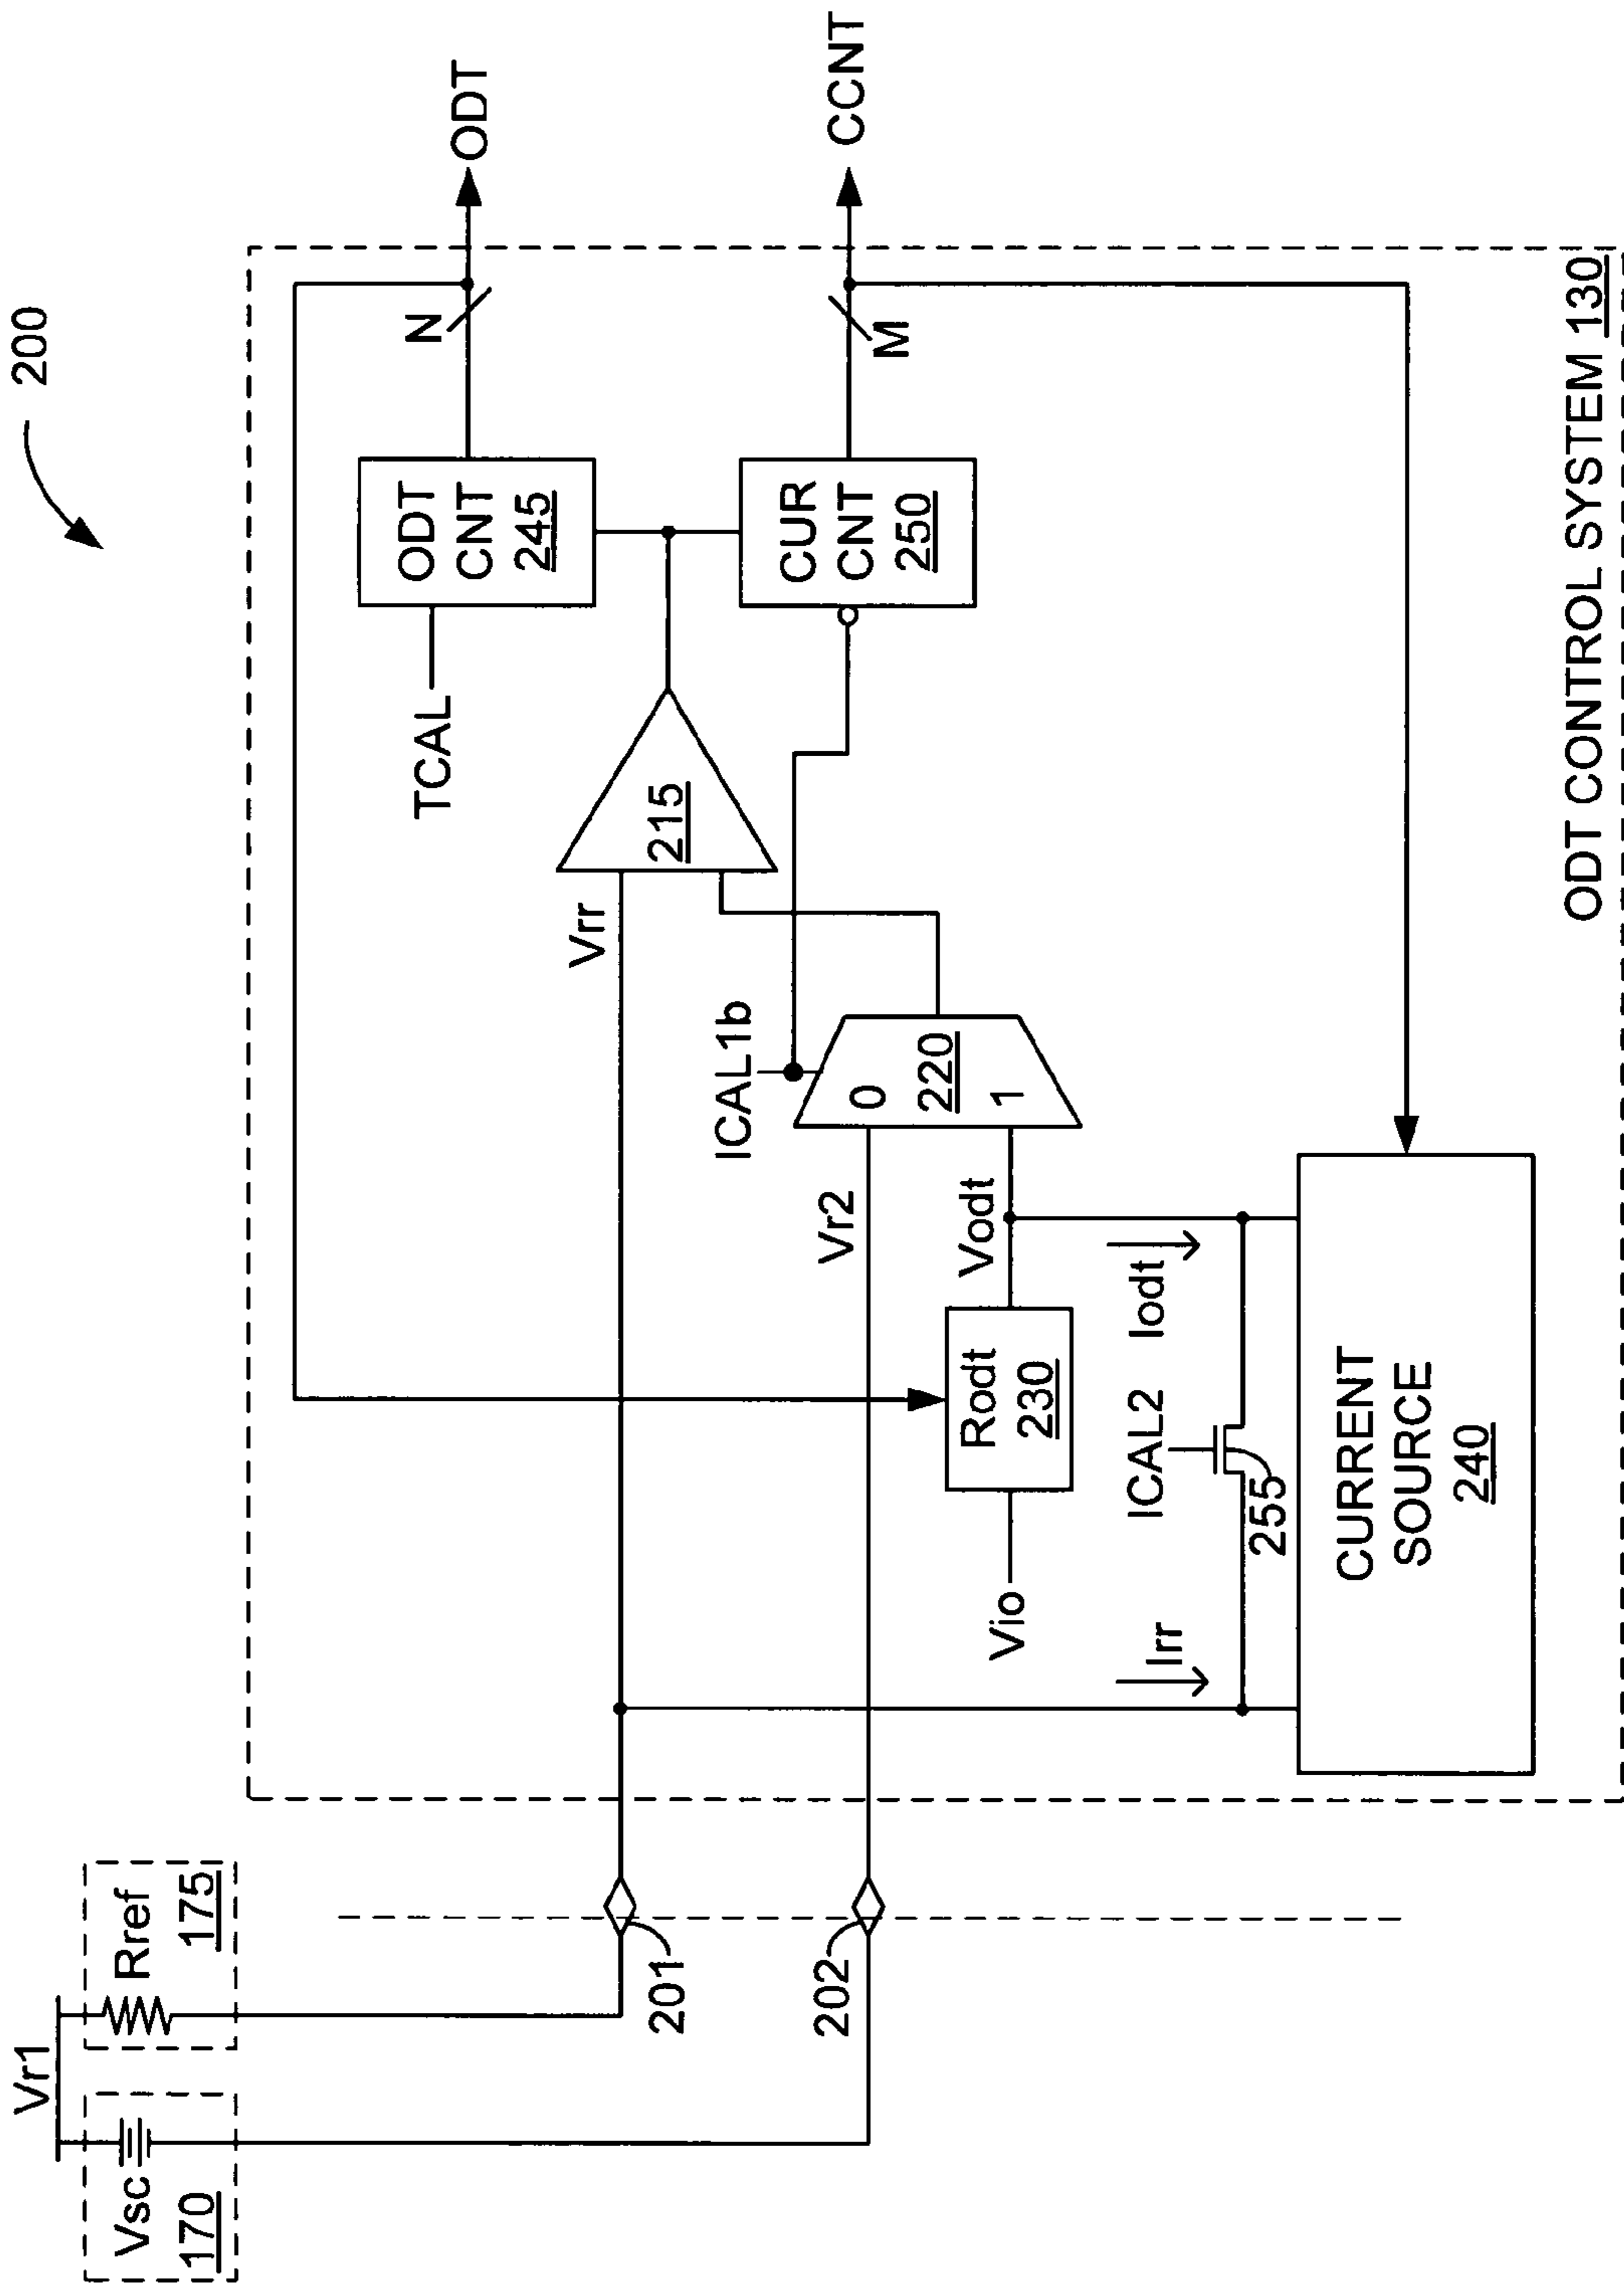 200
Vr1
Vsc
170
Rref
175
201
202
Vrr
Vr2
Vio
Rodt
230
Vodt
ICAL1b
0
220
1
215
TCAL
ODT
CNT
245
CUR
CNT
250
N
M
ODT
CCNT
Irr
ICAL2
255
Iodt
CURRENT
SOURCE
240
ODT CONTROL SYSTEM 130